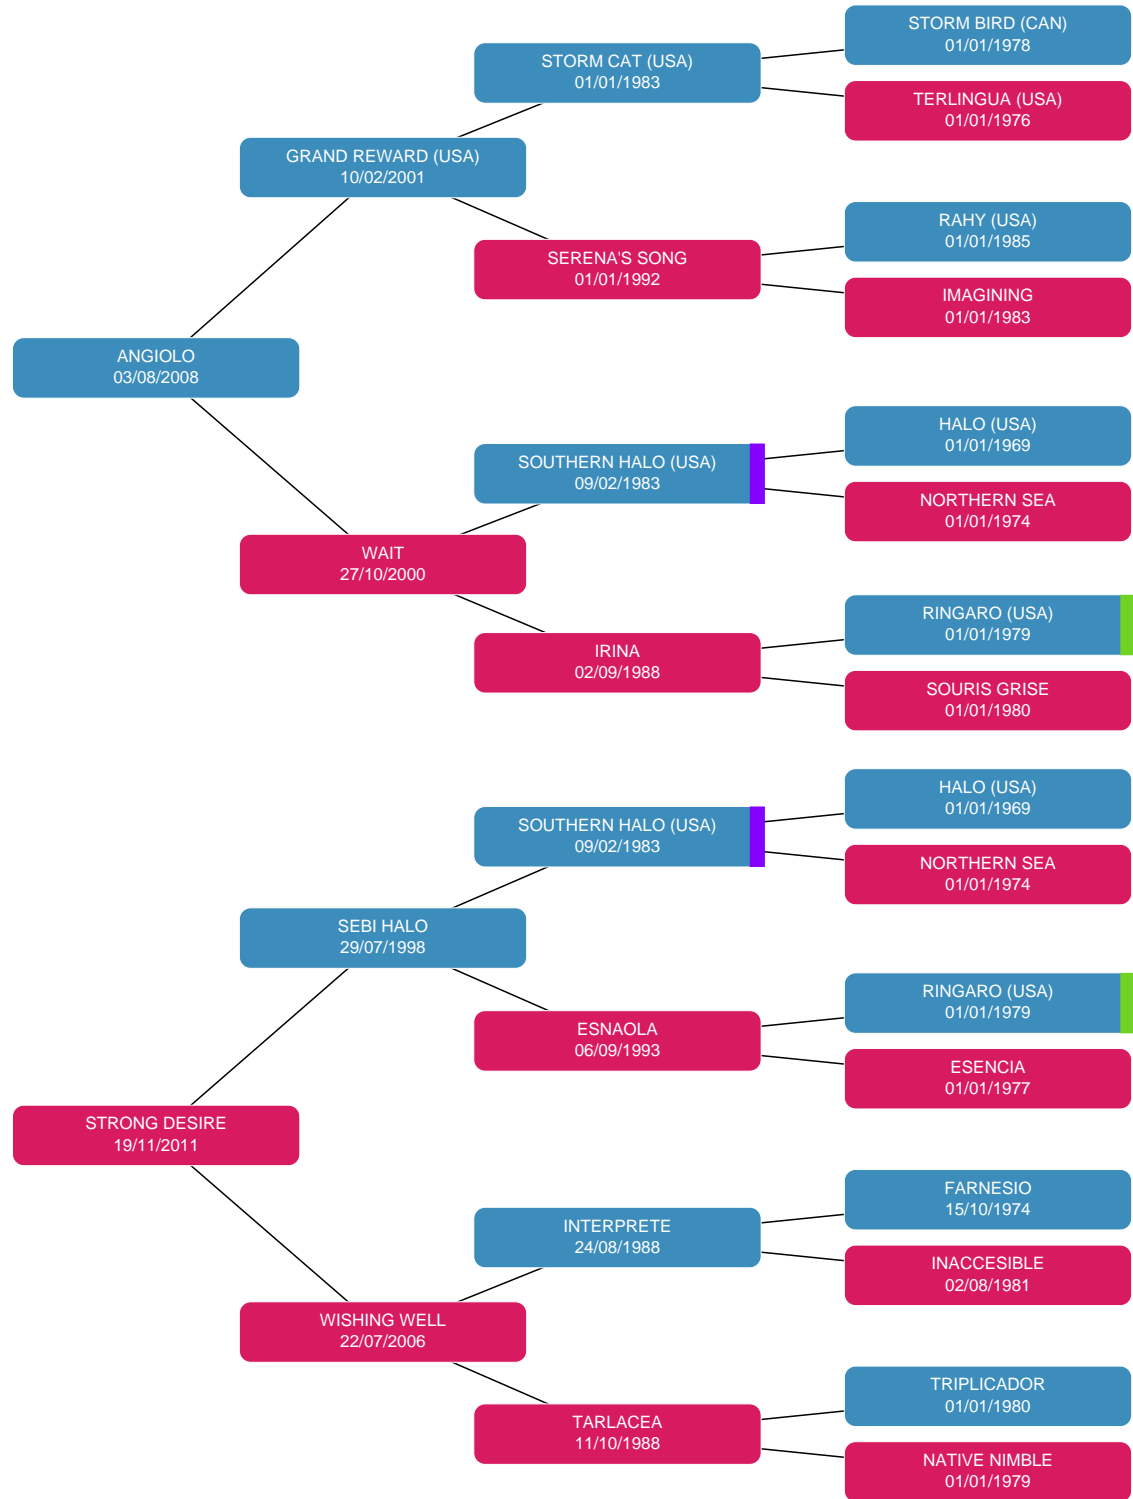 STORM BIRD (CAN)
01/01/1978
STORM CAT (USA)
01/01/1983
TERLINGUA (USA)
01/01/1976
GRAND REWARD (USA)
10/02/2001
RAHY (USA)
01/01/1985
SERENA'S SONG
01/01/1992
IMAGINING
01/01/1983
ANGIOLO
03/08/2008
HALO (USA)
01/01/1969
SOUTHERN HALO (USA)
09/02/1983
NORTHERN SEA
01/01/1974
WAIT
27/10/2000
RINGARO (USA)
01/01/1979
IRINA
02/09/1988
SOURIS GRISE
01/01/1980
HALO (USA)
01/01/1969
SOUTHERN HALO (USA)
09/02/1983
NORTHERN SEA
01/01/1974
SEBI HALO
29/07/1998
RINGARO (USA)
01/01/1979
ESNAOLA
06/09/1993
ESENCIA
01/01/1977
STRONG DESIRE
19/11/2011
FARNESIO
15/10/1974
INTERPRETE
24/08/1988
INACCESIBLE
02/08/1981
WISHING WELL
22/07/2006
TRIPLICADOR
01/01/1980
TARLACEA
11/10/1988
NATIVE NIMBLE
01/01/1979